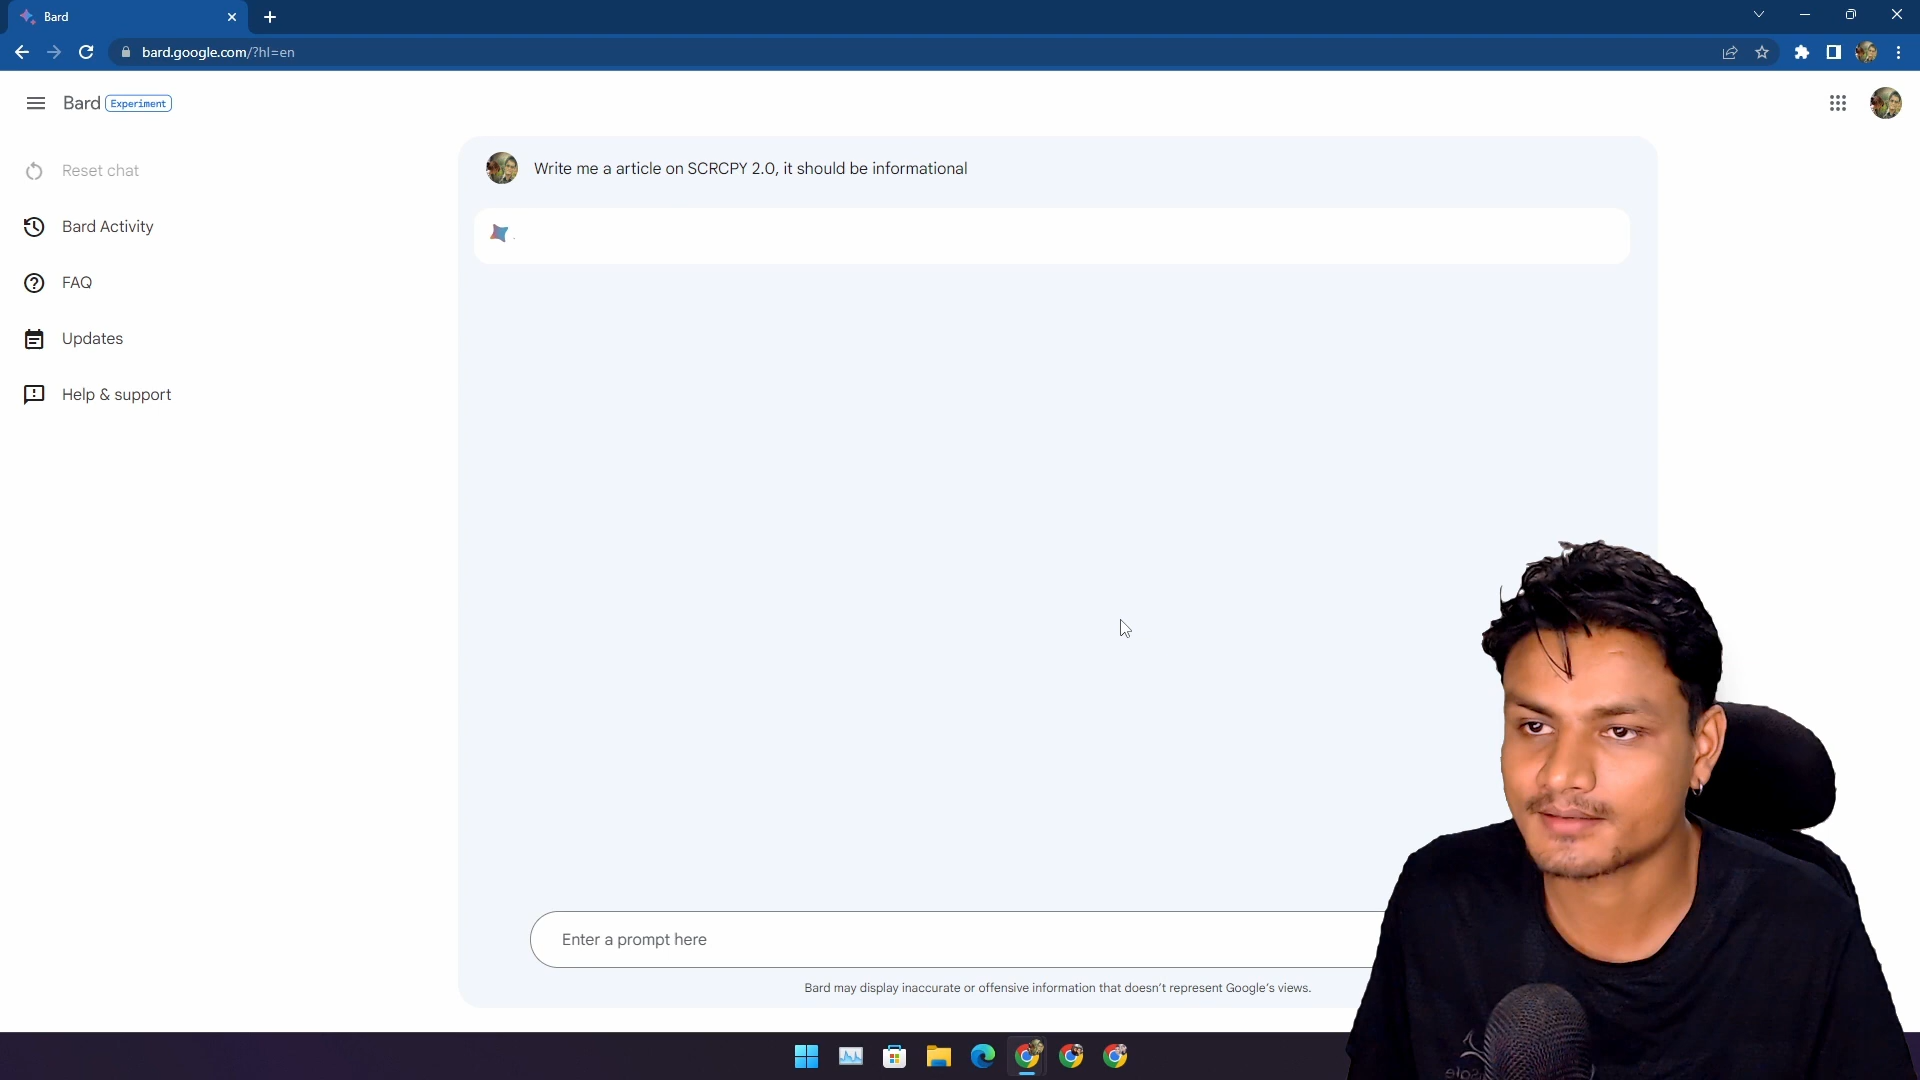 Bard
bard.google.com/?hl=en
Bard Experiment
Reset chat
Bard Activity
FAQ
Updates
Help & support
Write me a article on SCRCPY 2.0, it should be informational
Enter a prompt here
Bard may display inaccurate or offensive information that doesn't represent Google's views.